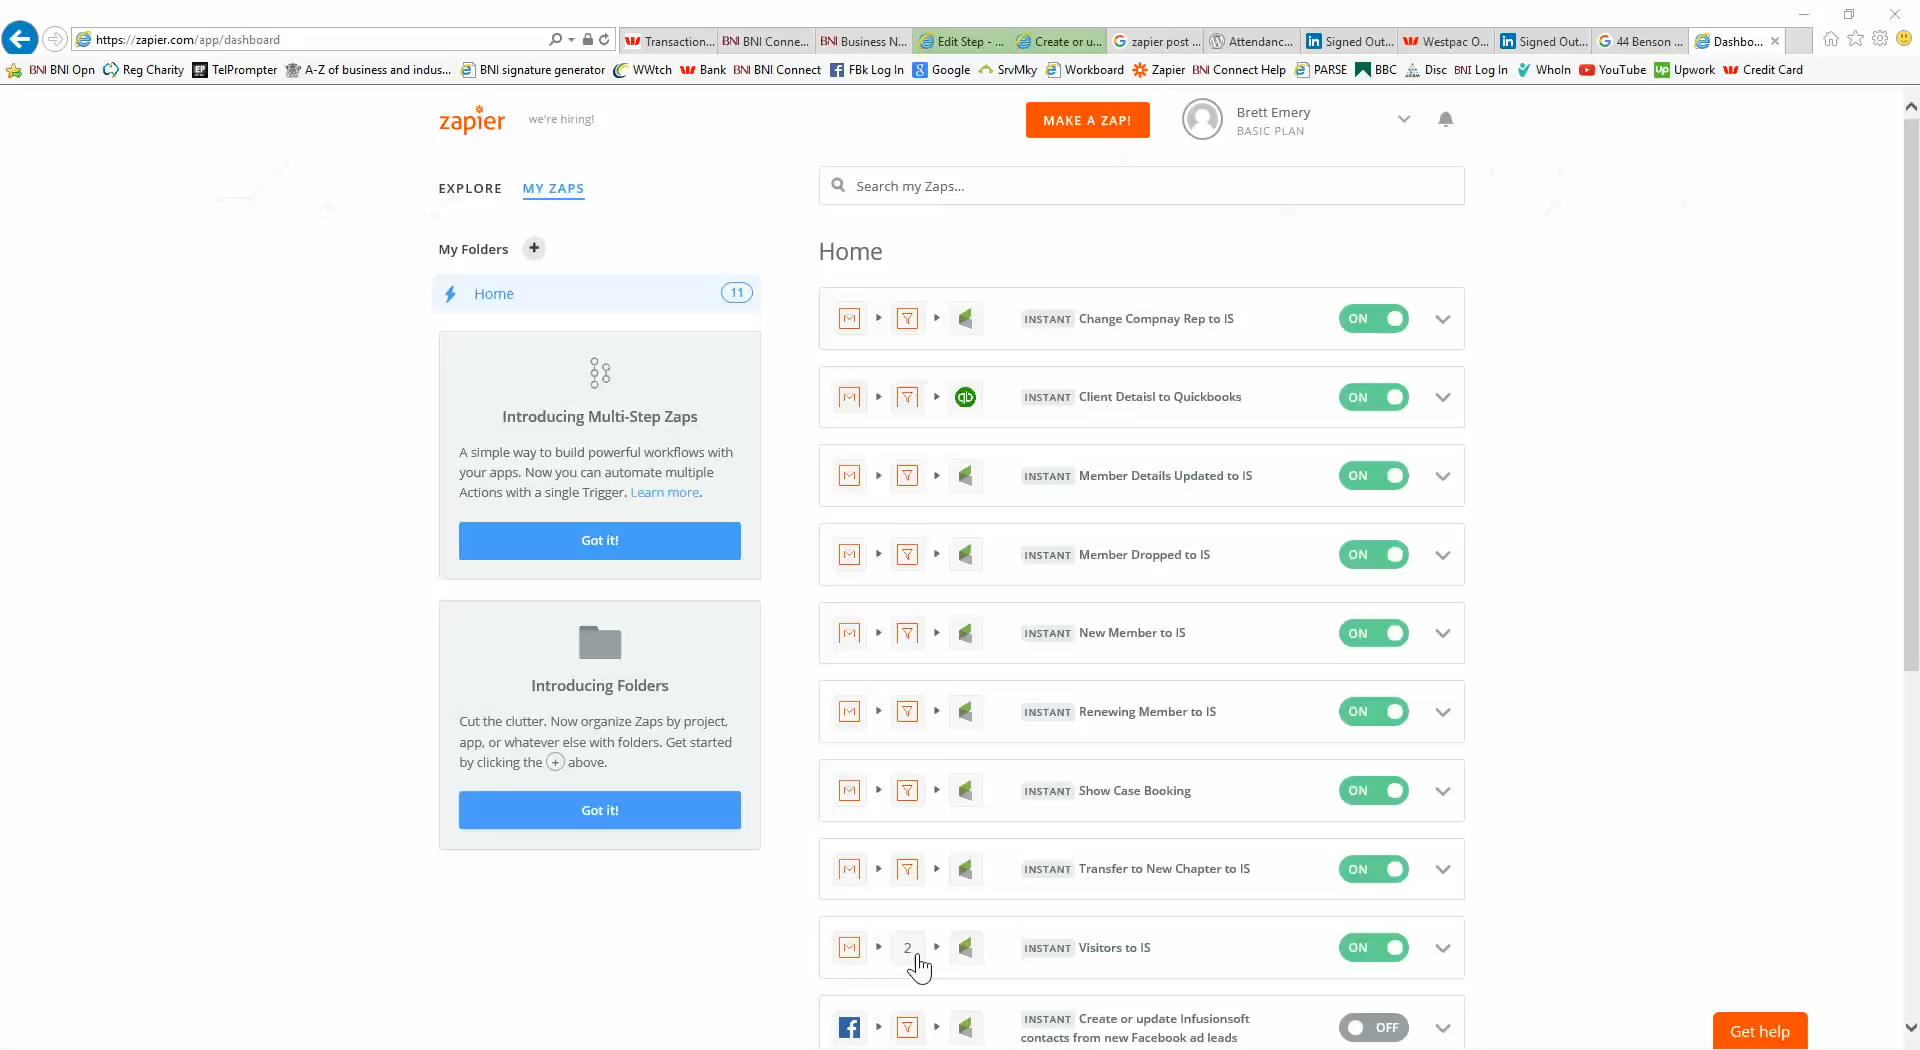 https://zapier.com/app/dashboard
Transaction...
BNI BNI Conne...
BNI Business N...
Edit Step - ...
Create or u...
zapier post ...
Attendanc...
Signed Out...
Westpac O...
Signed Out...
44 Benson ...
Dashbo...
BNI BNI Opn
Reg Charity
TelPrompter
A-Z of business and indus...
BNI signature generator
WWtch
Bank
BNI BNI Connect
FBk Log In
Google
SrvMky
Workboard
Zapier
BNI BNI Connect Help
PARSE
BBC
Disc
BNI Log In
WhoIn
YouTube
Up Upwork
Credit Card
zapier
we're hiring!
MAKE A ZAP!
Brett Emery
BASIC PLAN
EXPLORE
MY ZAPS
Search my Zaps...
My Folders +
Home 11
Introducing Multi-Step Zaps
A simple way to build powerful workflows with
your apps. Now you can automate multiple
Actions with a single Trigger. Learn more.
Got it!
Introducing Folders
Cut the clutter. Now organize Zaps by project,
app, or whatever else with folders. Get started
by clicking the + above.
Got it!
Home
INSTANT Change Compnay Rep to IS ON
qb INSTANT Client Detaisl to Quickbooks ON
INSTANT Member Details Updated to IS ON
INSTANT Member Dropped to IS ON
INSTANT New Member to IS ON
INSTANT Renewing Member to IS ON
INSTANT Show Case Booking ON
INSTANT Transfer to New Chapter to IS ON
2 INSTANT Visitors to IS ON
INSTANT Create or update Infusionsoft
contacts from new Facebook ad leads
OFF
Get help